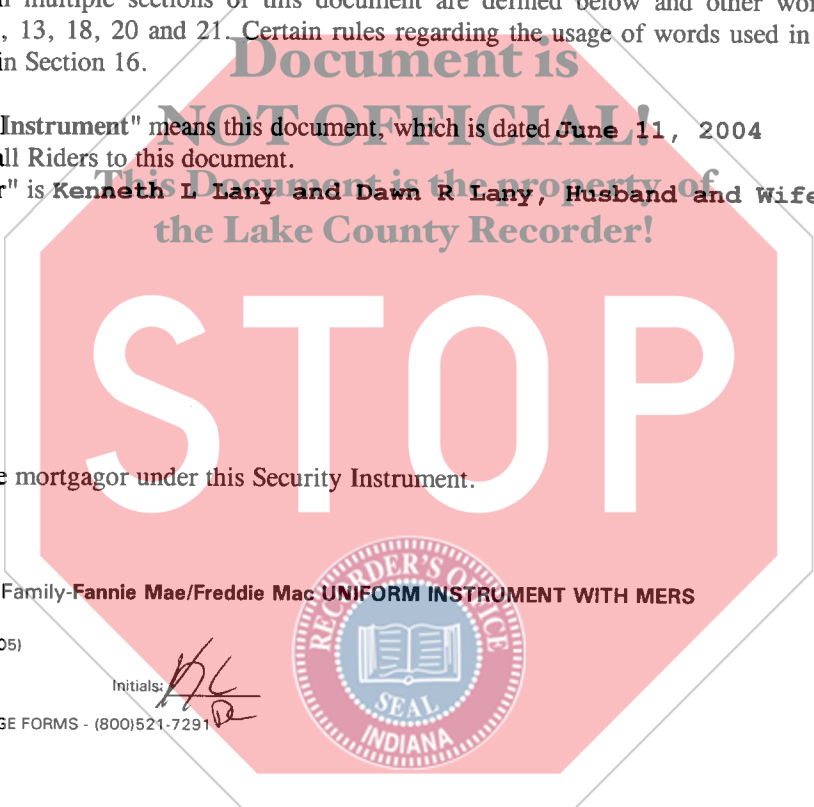 multiple sections of this document are defined below and other
, 13, 18, 20 and 21. Certain rules regarding the usage of words used in
in Section 16.
Document is
NOT OFFICIAL!
Instrument" means this document, which is dated June 11, 2004
all Riders to this document.
This Document is the property of
" is Kenneth L Lany and Dawn R Lany, Husband and Wife
the Lake County Recorder!
STOP
mortgagor under this Security Instrument.
RECORDER'S OFFICE
Family-Fannie Mae/Freddie Mac UNIFORM INSTRUMENT WITH MERS
05)
Initials:
SEAL
GE FORMS - (800)521-7291
INDIANA